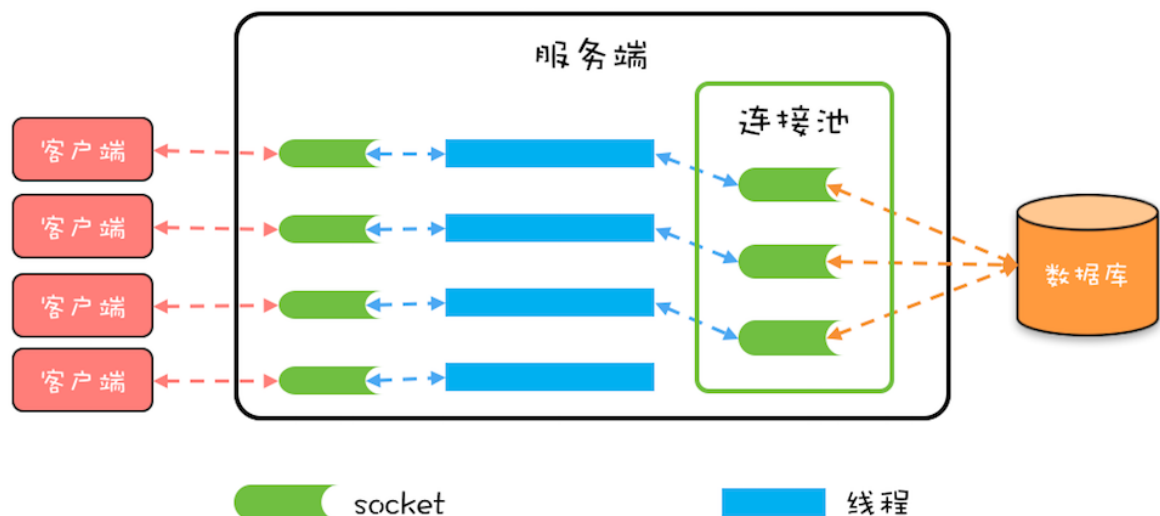 服务端
连接池
客户端
客户端
客户端
客户端
数据库
socket
线程